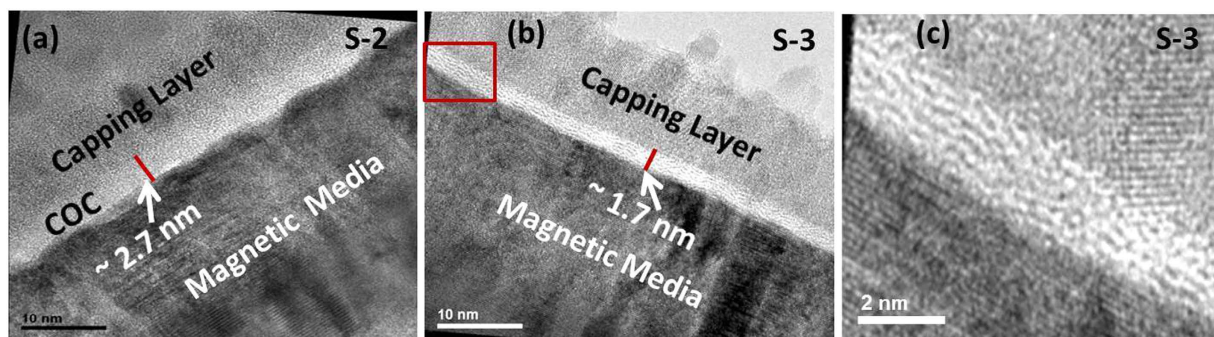 (a)
S-2
Capping Layer
COC
~ 2.7 nm
Magnetic Media
10 nm
(b)
S-3
Capping Layer
~ 1.7 nm
Magnetic Media
10 nm
(c)
S-3
2 nm